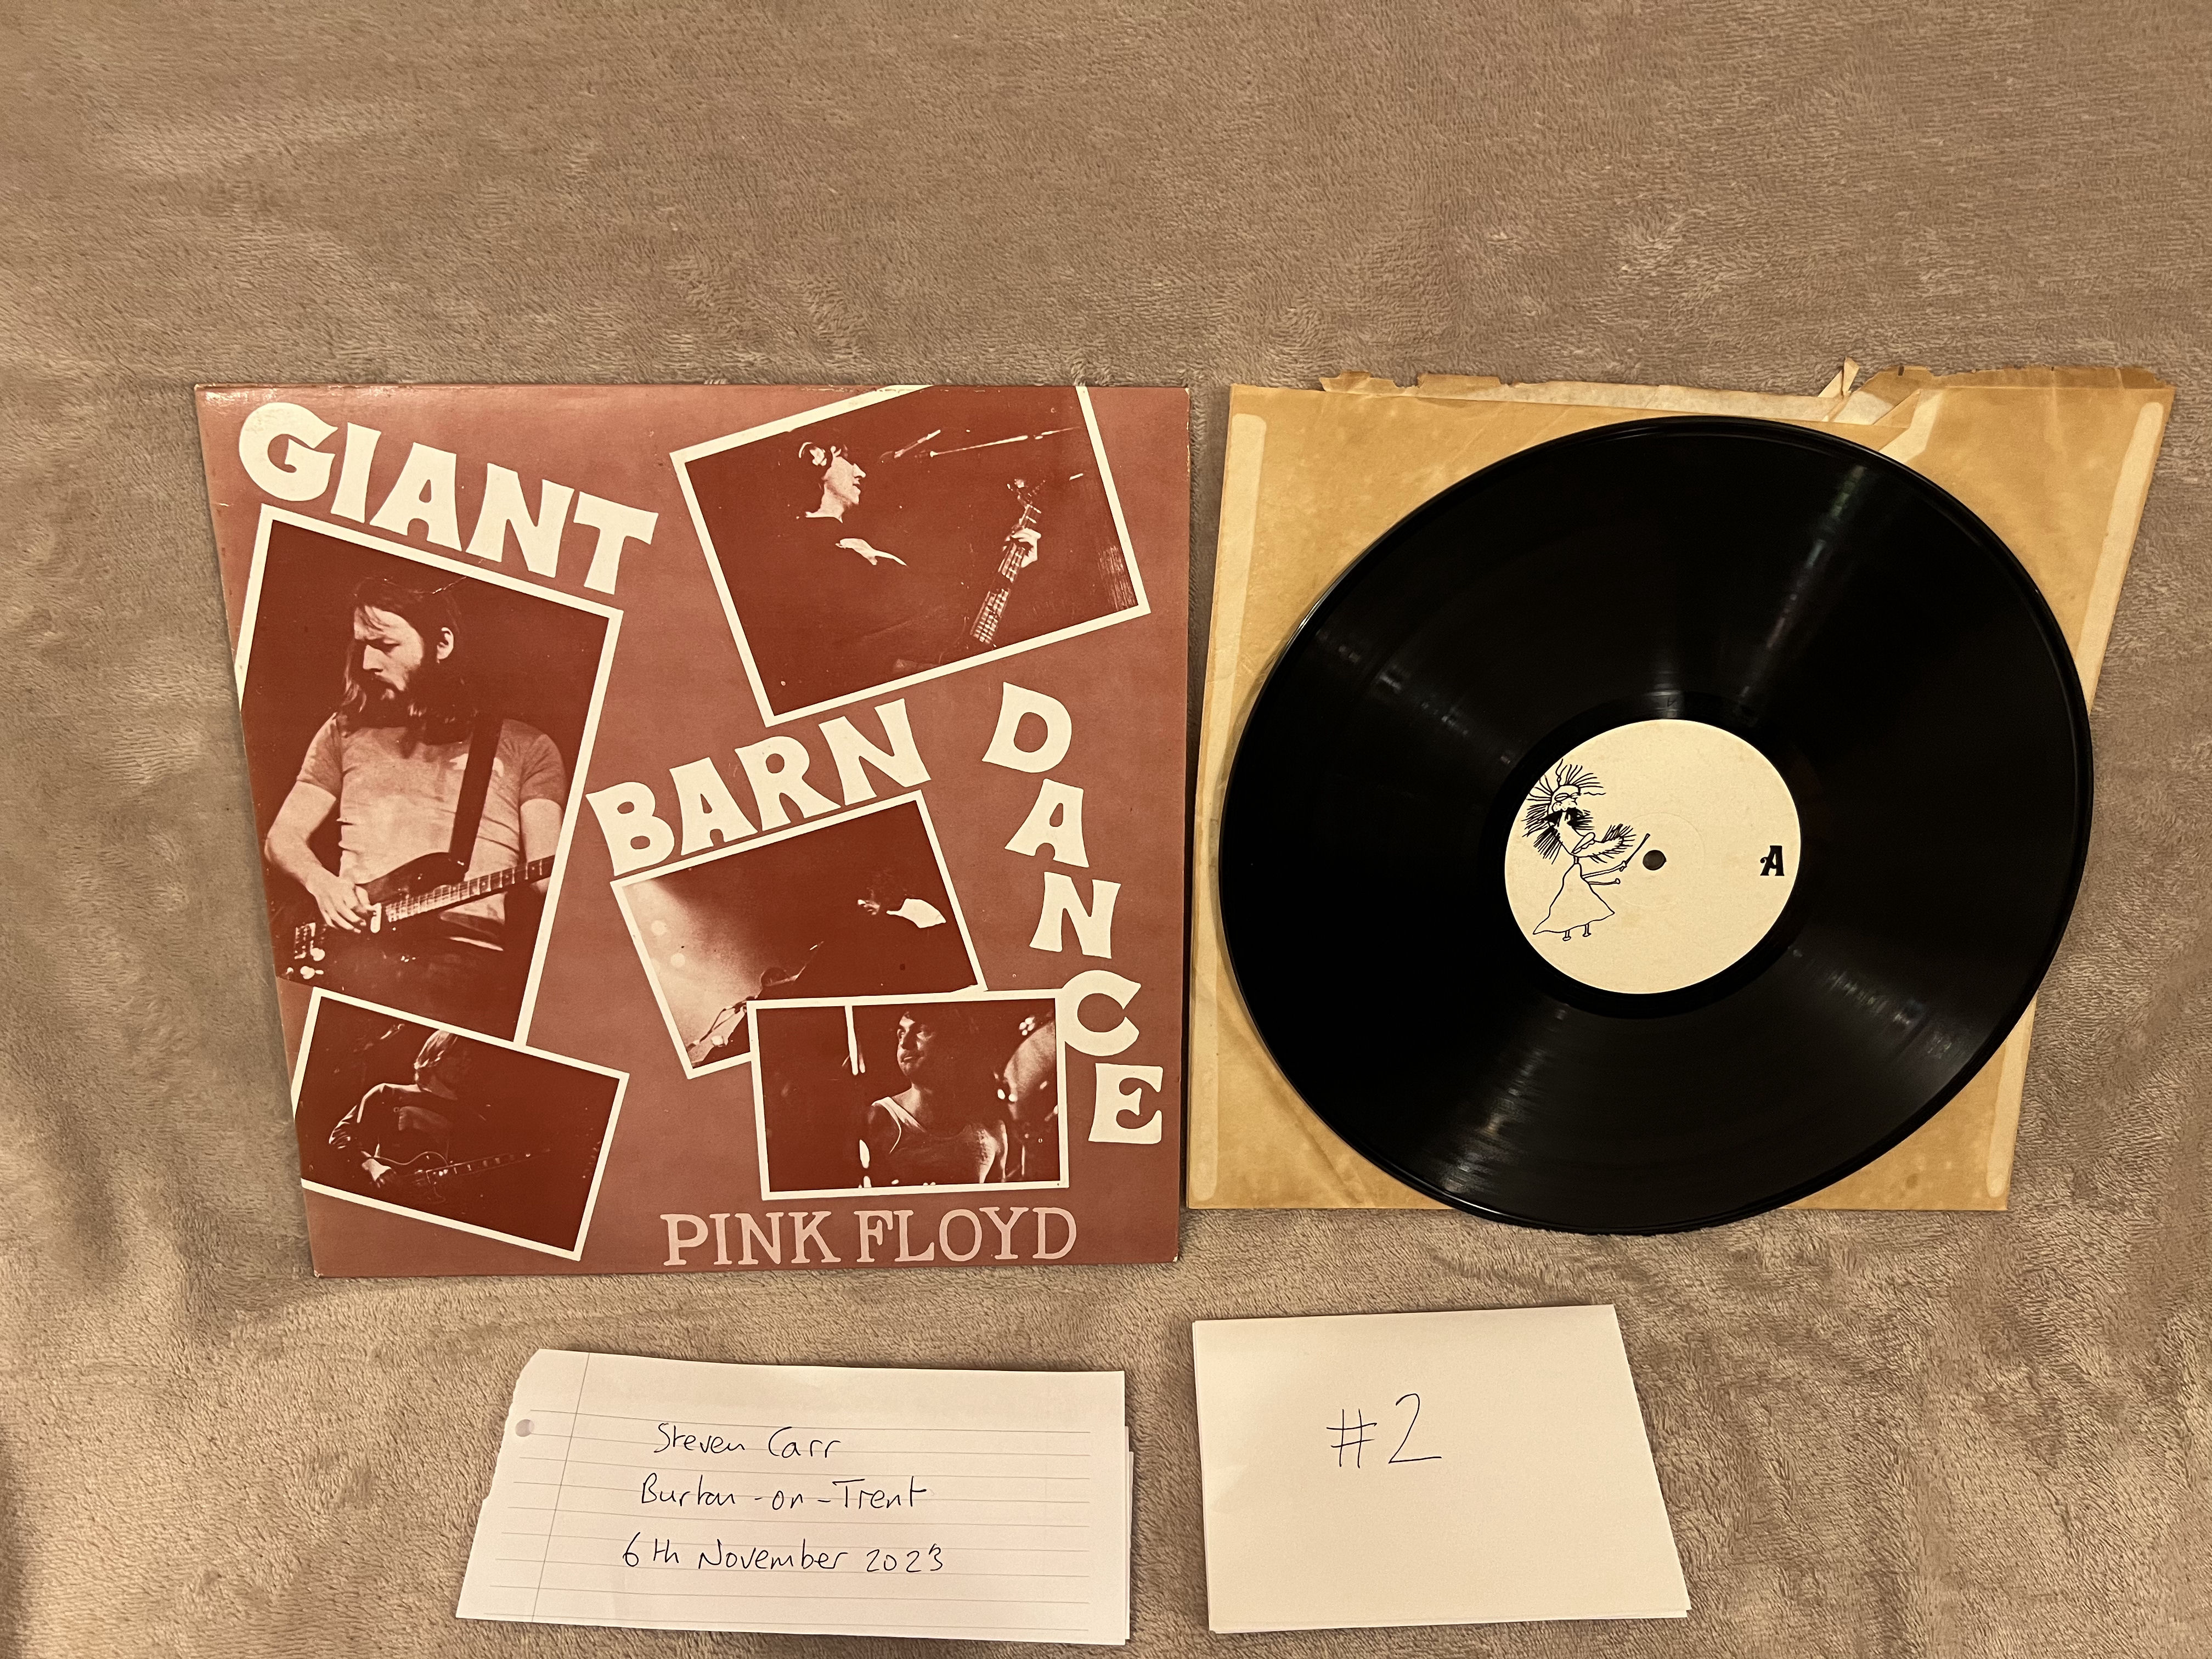 GIANT
BARN
DANCE
PINK FLOYD
A
Steven Carr
Burton-on-Trent
6th November 2023
#2